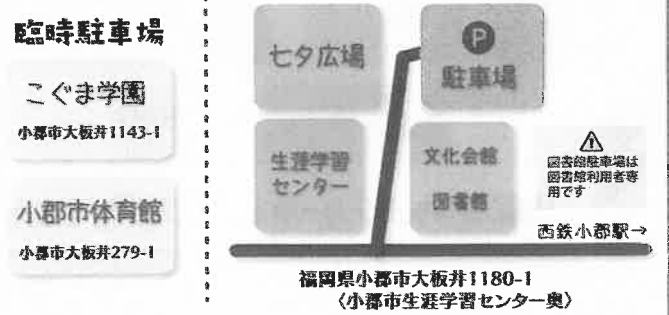 臨時駐車場
こぐま学園
小郡市大板井1143-1
小郡市体育館
小郡市大板井279-1
七夕広場
P
駐車場
生涯学習
センター
文化会館
図書館
図書館駐車場は
図書館利用者専
用です
西鉄小郡駅→
福岡県小郡市大板井1180-1
〈小郡市生涯学習センター奥〉